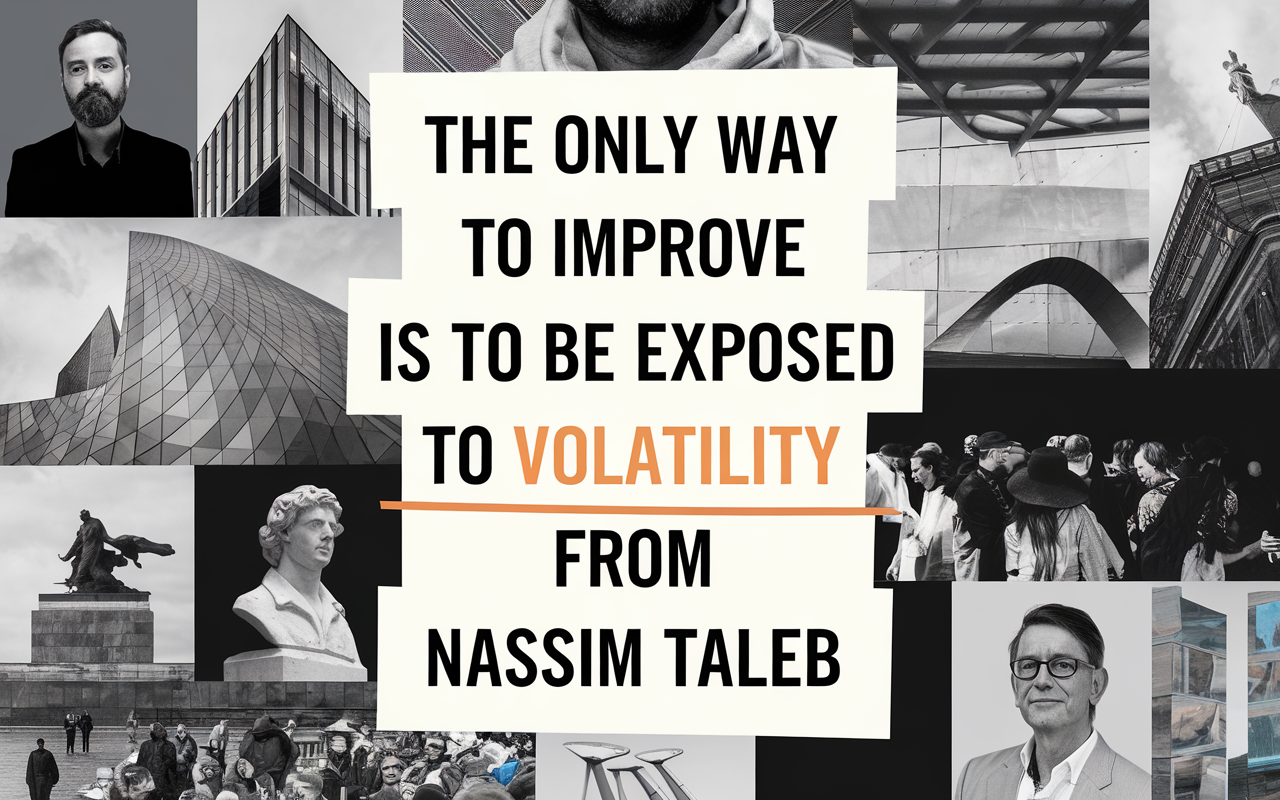 THE ONLY WAY
TO IMPROVE
IS TO BE EXPOSED
TO VOLATILITY
FROM
NASSIM TALEB